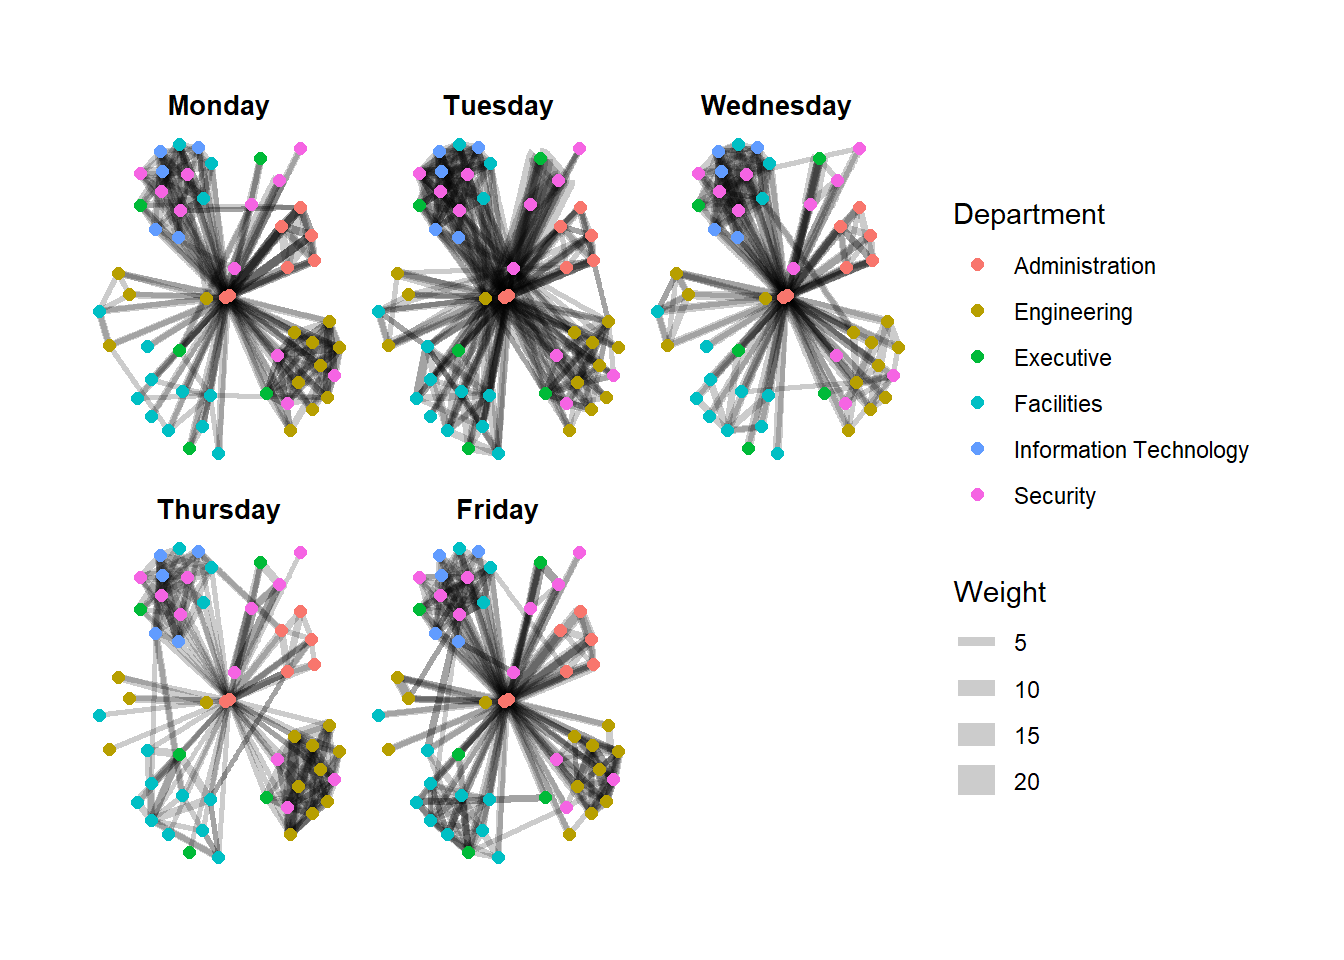 Monday
Tuesday
Wednesday
Thursday
Friday
Department
Administration
Engineering
Executive
Facilities
Information Technology
Security
Weight
5
10
15
20